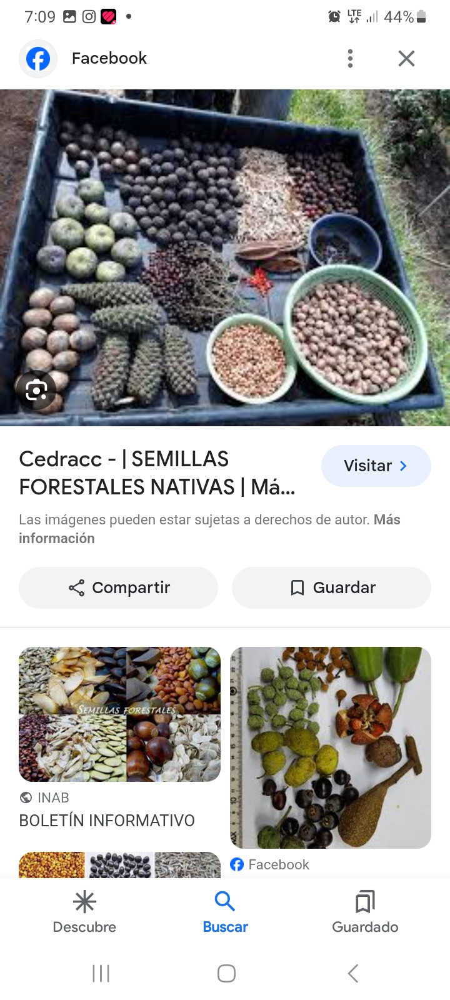 7:09
LTE
44%
Facebook
Cedracc - | SEMILLAS
FORESTALES NATIVAS | Má...
Visitar
Las imágenes pueden estar sujetas a derechos de autor. Más
información
Compartir
Guardar
SEMILLAS FORESTALES
INAB
BOLETÍN INFORMATIVO
Facebook
Descubre
Buscar
Guardado